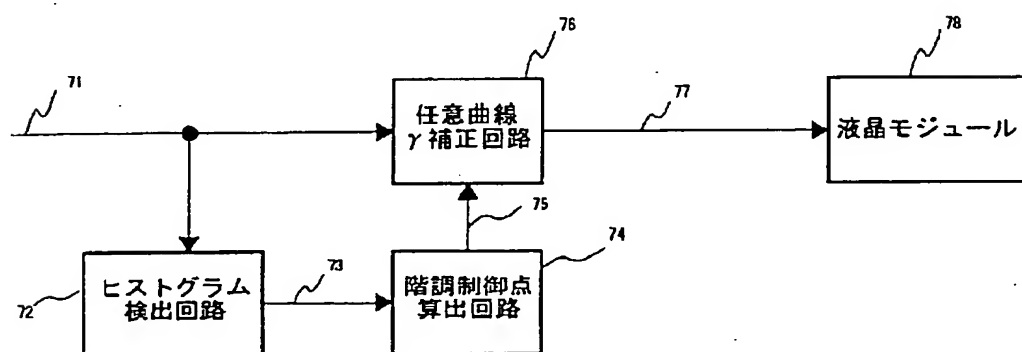 76
78
71
任意曲線
γ補正回路
77
液晶モジュール
75
74
72
ヒストグラム
検出回路
73
階調制御点
算出回路